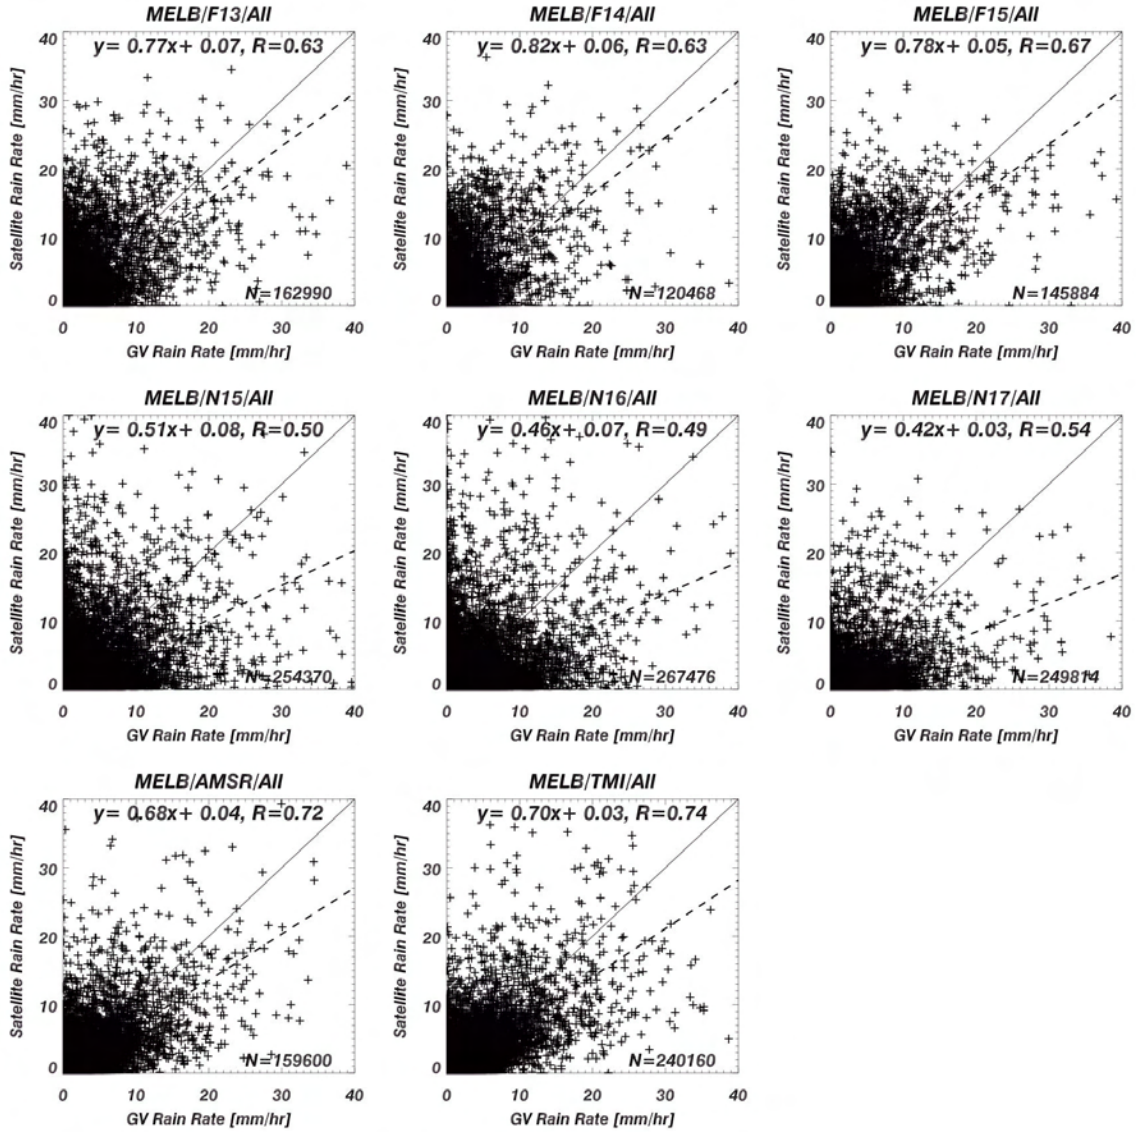 MELB/F13/All
MELB/F14/All
MELB/F15/All
y= 0.77x+ 0.07, R=0.63
y= 0.82x+ 0.06, R=0.63
y= 0.78x+ 0.05, R=0.67
Satellite Rain Rate [mm/hr]
Satellite Rain Rate [mm/hr]
Satellite Rain Rate [mm/hr]
40
30
20
10
0
40
30
20
10
0
40
30
20
10
0
N=162990
N=120468
N=145884
0 10 20 30 40
0 10 20 30 40
0 10 20 30 40
GV Rain Rate [mm/hr]
GV Rain Rate [mm/hr]
GV Rain Rate [mm/hr]
MELB/N15/All
MELB/N16/All
MELB/N17/All
y= 0.51x+ 0.08, R=0.50
y= 0.46x+ 0.07, R=0.49
y= 0.42x+ 0.03, R=0.54
Satellite Rain Rate [mm/hr]
Satellite Rain Rate [mm/hr]
Satellite Rain Rate [mm/hr]
40
30
20
10
0
40
30
20
10
0
40
30
20
10
0
N=254370
N=267476
N=249814
0 10 20 30 40
0 10 20 30 40
0 10 20 30 40
GV Rain Rate [mm/hr]
GV Rain Rate [mm/hr]
GV Rain Rate [mm/hr]
MELB/AMSR/All
MELB/TMI/All
y= 0.68x+ 0.04, R=0.72
y= 0.70x+ 0.03, R=0.74
Satellite Rain Rate [mm/hr]
Satellite Rain Rate [mm/hr]
40
30
20
10
0
40
30
20
10
0
N=159600
N=240160
0 10 20 30 40
0 10 20 30 40
GV Rain Rate [mm/hr]
GV Rain Rate [mm/hr]